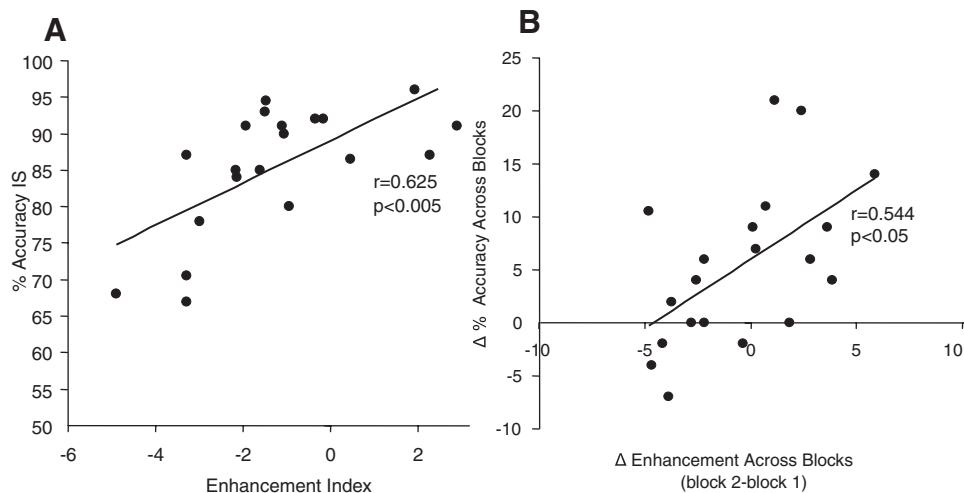 A
100
95
90
85
80
75
70
65
60
55
50
% Accuracy IS
-6 -4 -2 0 2
Enhancement Index
r=0.625
p<0.005
B
25
20
15
10
5
0
-5
-10
Δ % Accuracy Across Blocks
-10 -5 0 5 10
r=0.544
p<0.05
Δ Enhancement Across Blocks
(block 2-block 1)